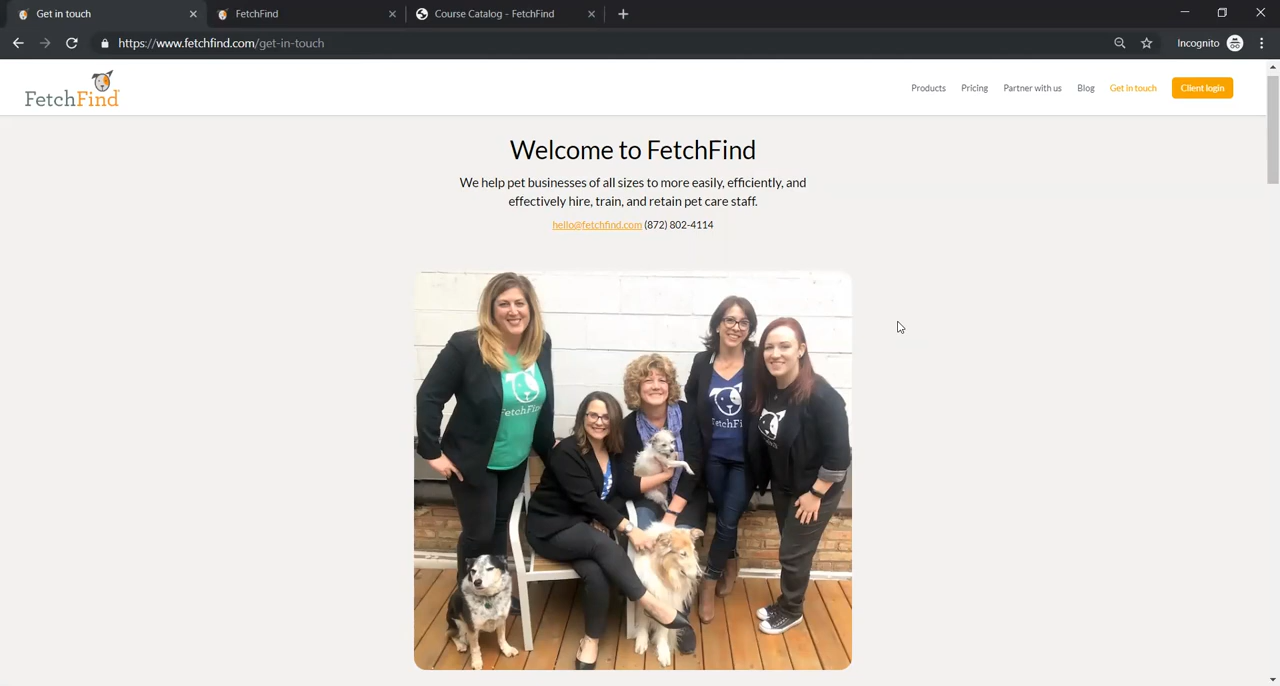 Get in touch
FetchFind
Course Catalog - FetchFind
https://www.fetchfind.com/get-in-touch
Incognito
FetchFind
Products
Pricing
Partner with us
Blog
Get in touch
Client login
Welcome to FetchFind
We help pet businesses of all sizes to more easily, efficiently, and
effectively hire, train, and retain pet care staff.
hello@fetchfind.com (872) 802-4114
FetchFind
FetchFind